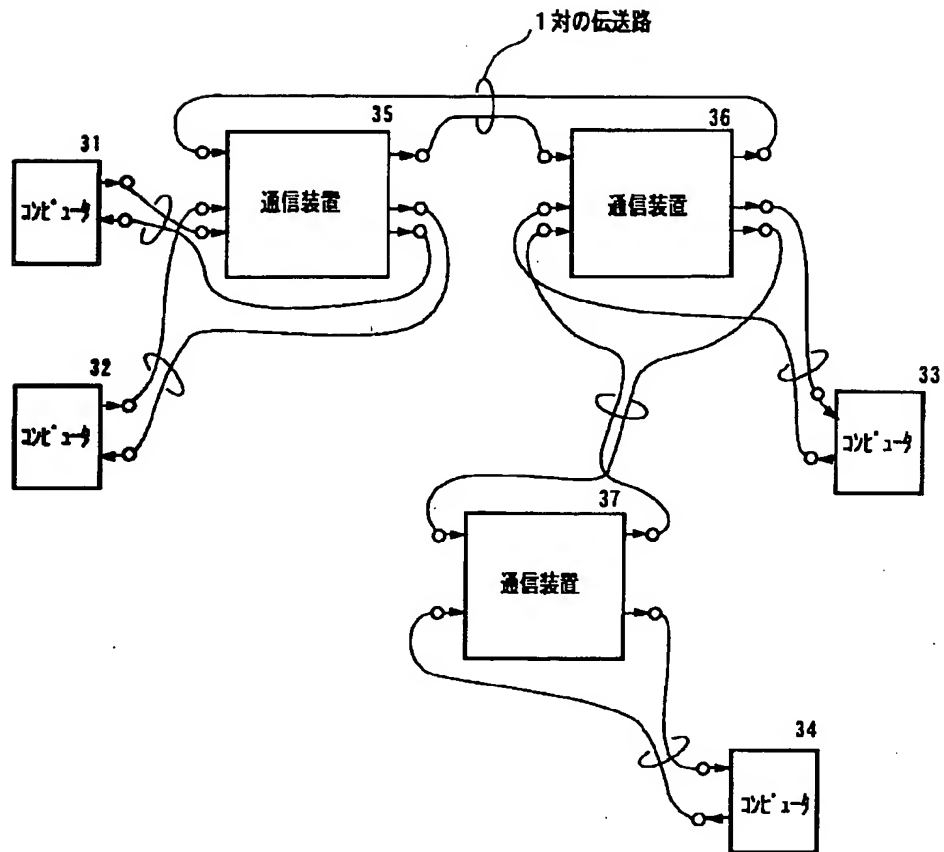 1対の伝送路
35
36
31
コンピュータ
通信装置
通信装置
32
コンピュータ
33
コンピュータ
37
通信装置
34
コンピュータ